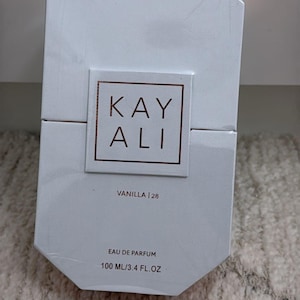 KAY
ALI
VANILLA | 28
EAU DE PARFUM
100 ML/3.4 FL.OZ